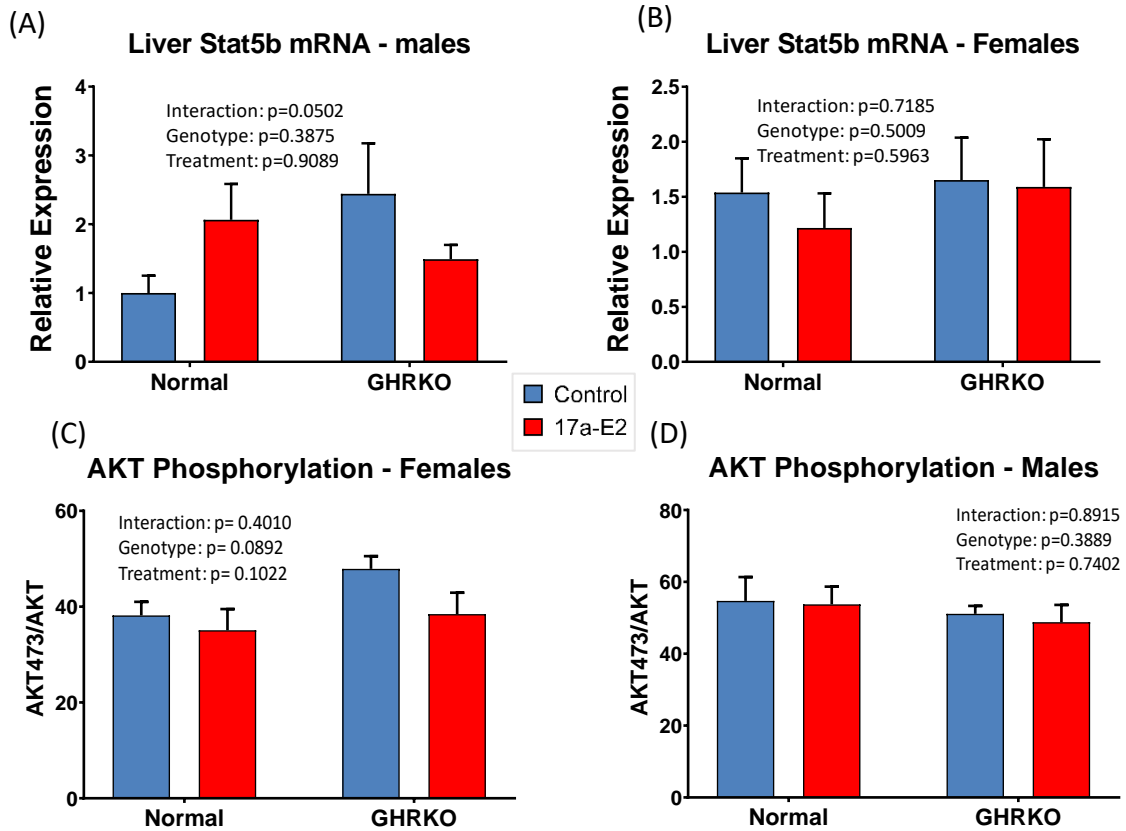 (A)
Liver Stat5b mRNA - males
Relative Expression
4
3
2
1
0
Interaction: p=0.0502
Genotype: p=0.3875
Treatment: p=0.9089
Normal
GHRKO
(B)
Liver Stat5b mRNA - Females
Relative Expression
2.5
2.0
1.5
1.0
0.5
0.0
Interaction: p=0.7185
Genotype: p=0.5009
Treatment: p=0.5963
Normal
GHRKO
Control
17a-E2
(C)
AKT Phosphorylation - Females
AKT473/AKT
60
40
20
0
Interaction: p= 0.4010
Genotype: p= 0.0892
Treatment: p= 0.1022
Normal
GHRKO
(D)
AKT Phosphorylation - Males
AKT473/AKT
80
60
40
20
0
Interaction: p=0.8915
Genotype: p=0.3889
Treatment: p= 0.7402
Normal
GHRKO